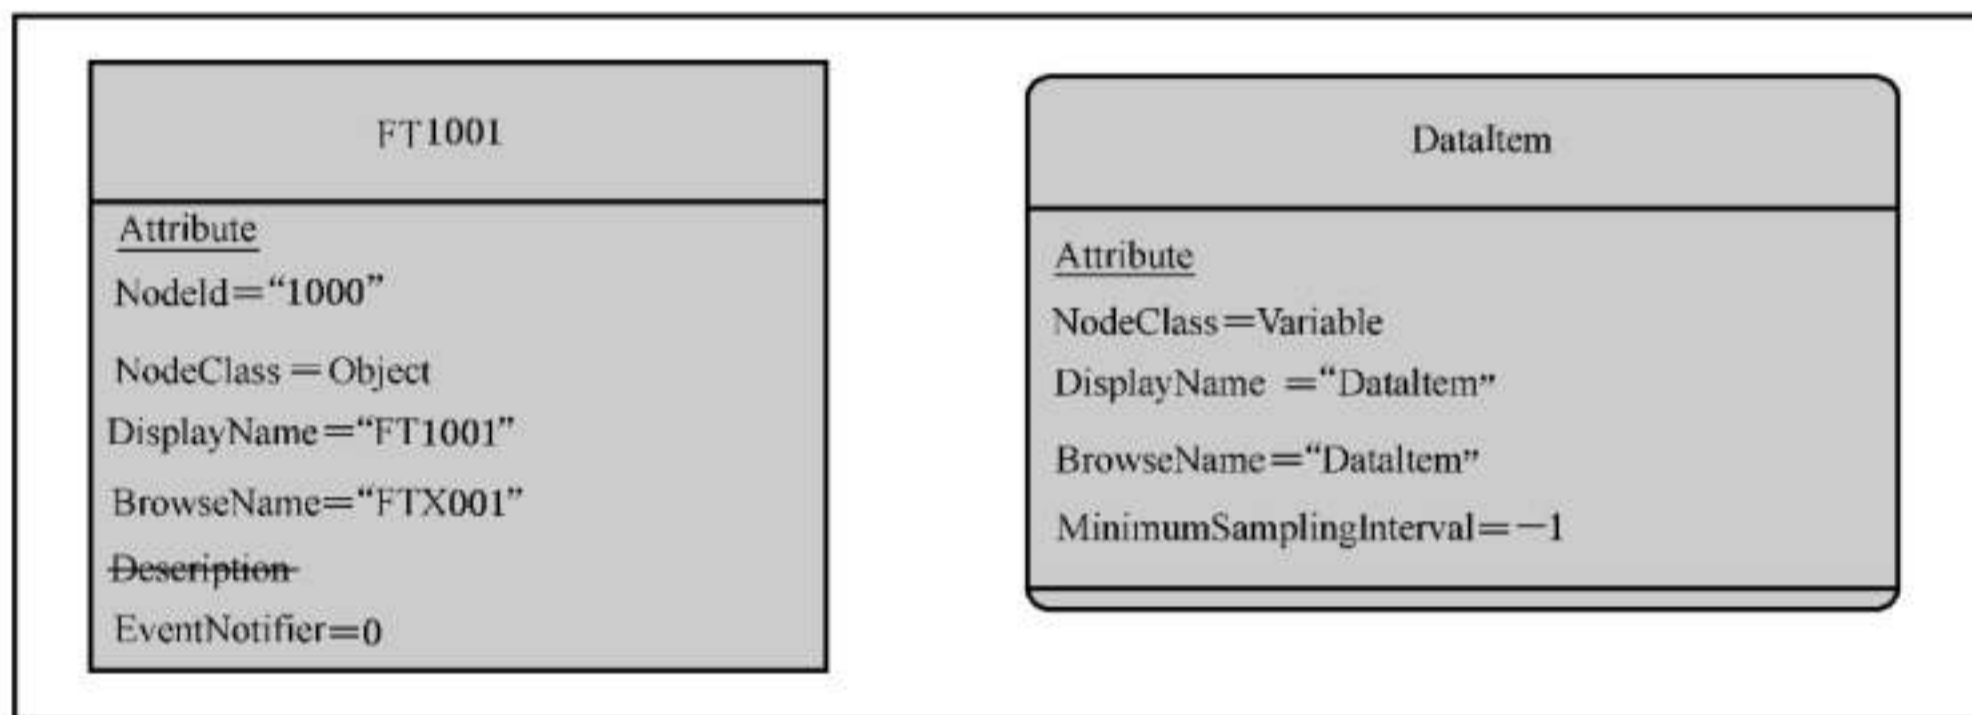 FT1001
Attribute
NodeId=“1000”
NodeClass=Object
DisplayName=“FT1001”
BrowseName=“FTX001”
Description
EventNotifier=0
DataItem
Attribute
NodeClass=Variable
DisplayName =“DataItem”
BrowseName=“DataItem”
MinimumSamplingInterval=−1